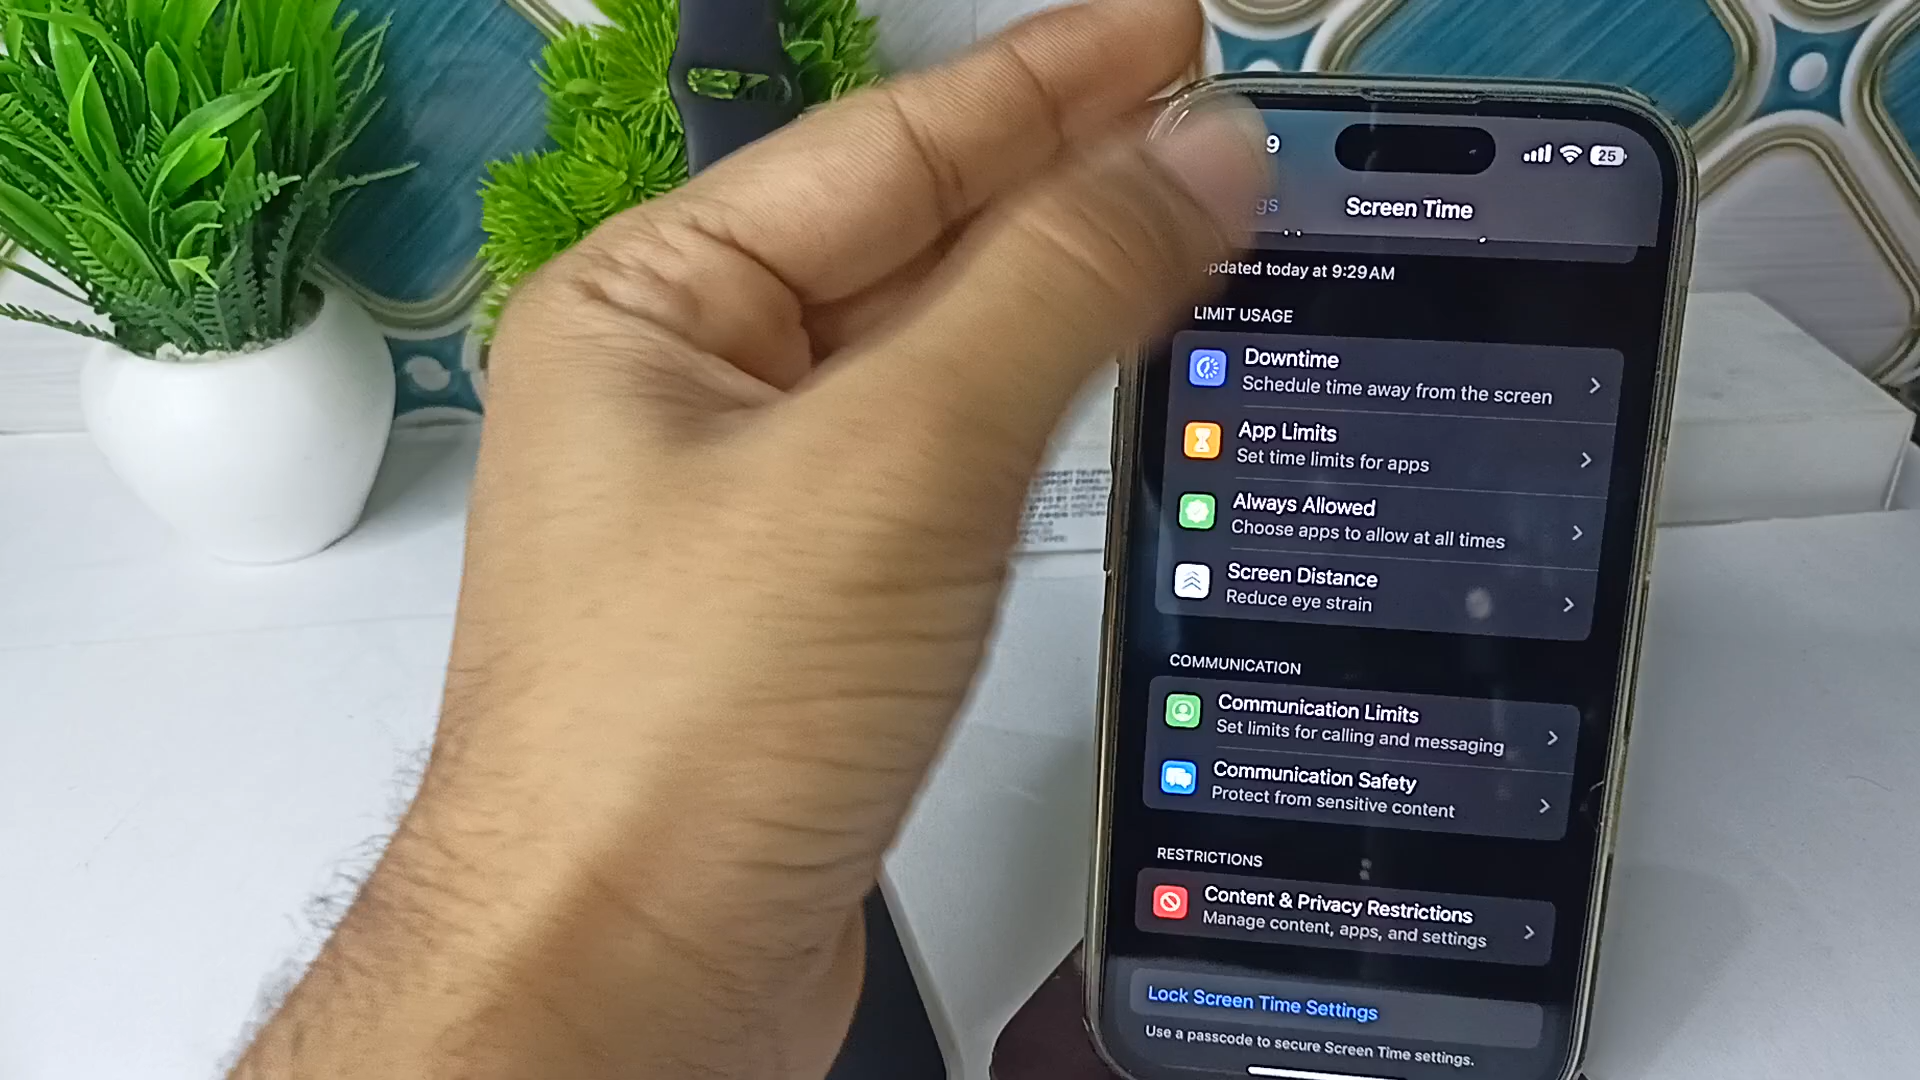 9
25
gs
Screen Time
pdated today at 9:29 AM
LIMIT USAGE
Downtime
Schedule time away from the screen
App Limits
Set time limits for apps
Always Allowed
Choose apps to allow at all times
Screen Distance
Reduce eye strain
COMMUNICATION
Communication Limits
Set limits for calling and messaging
Communication Safety
Protect from sensitive content
RESTRICTIONS
Content & Privacy Restrictions
Manage content, apps, and settings
Lock Screen Time Settings
Use a passcode to secure Screen Time settings.